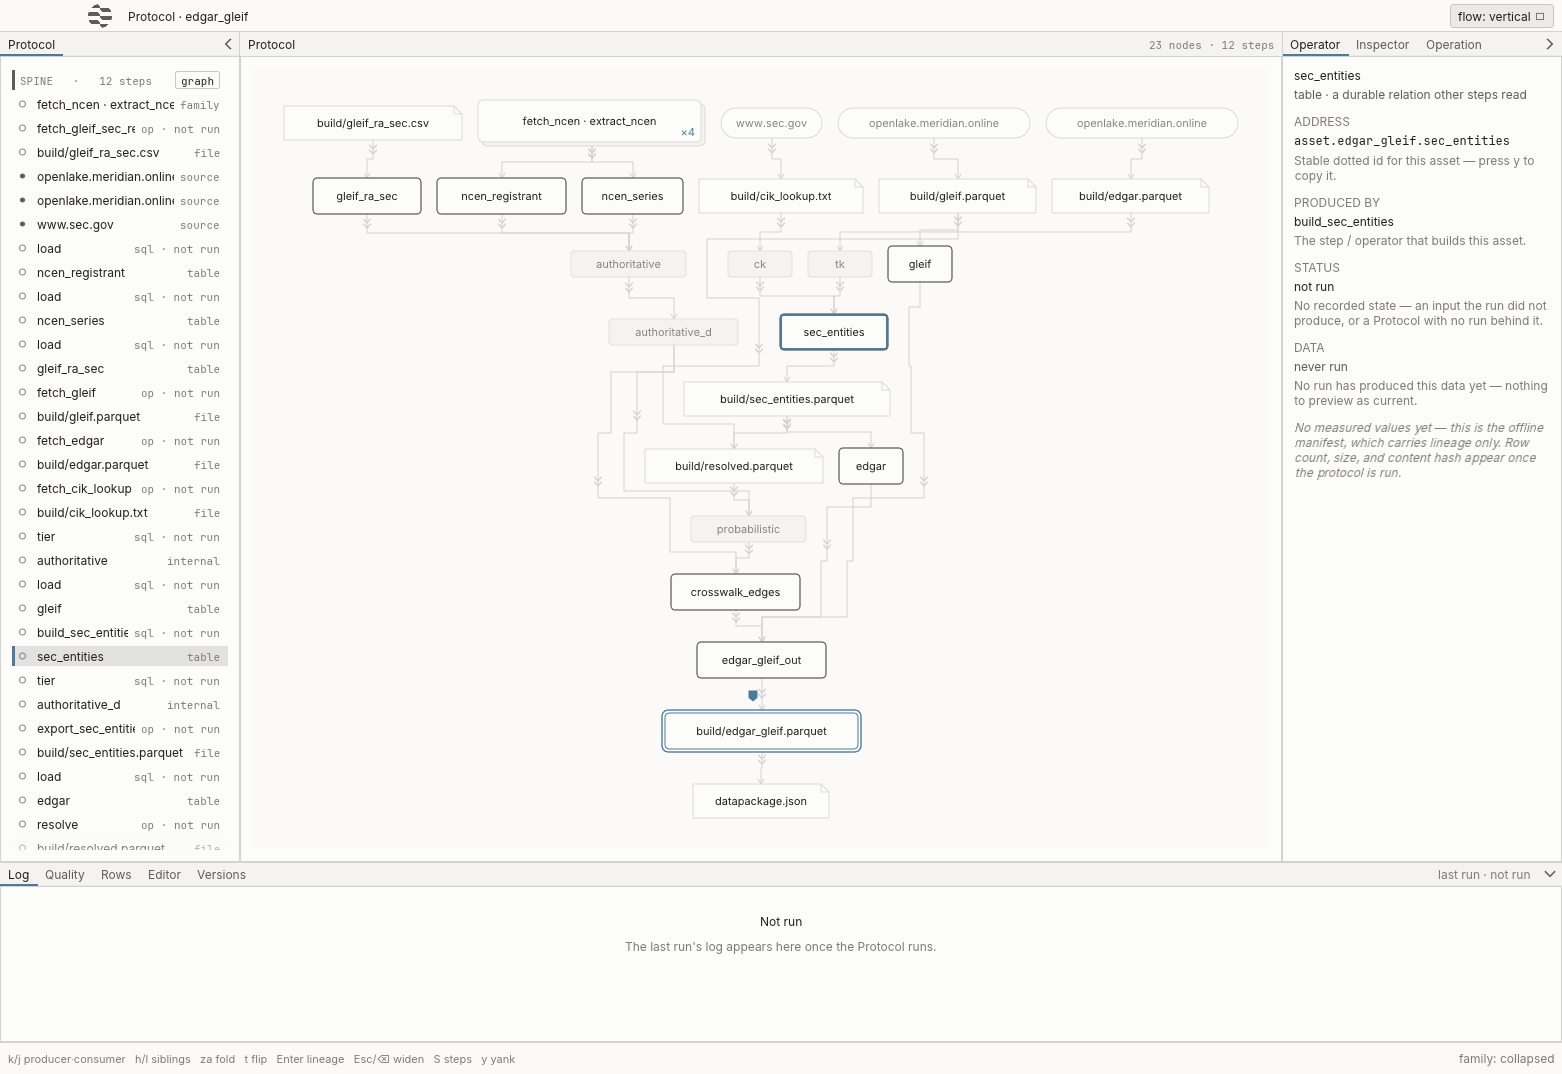 Protocol · edgar_gleif
flow: vertical
Protocol
Protocol
23 nodes · 12 steps
Operator Inspector Operation
SPINE · 12 steps graph
fetch_ncen · extract_nce family
fetch_gleif_sec_re op · not run
build/gleif_ra_sec.csv file
openlake.meridian.online source
openlake.meridian.online source
www.sec.gov source
load sql · not run
ncen_registrant table
load sql · not run
ncen_series table
load sql · not run
gleif_ra_sec table
fetch_gleif op · not run
build/gleif.parquet file
fetch_edgar op · not run
build/edgar.parquet file
fetch_cik_lookup op · not run
build/cik_lookup.txt file
tier sql · not run
authoritative internal
load sql · not run
gleif table
build_sec_entitie sql · not run
sec_entities table
tier sql · not run
authoritative_d internal
export_sec_entitie op · not run
build/sec_entities.parquet file
load sql · not run
edgar table
resolve op · not run
build/resolved.parquet file
build/gleif_ra_sec.csv
fetch_ncen · extract_ncen
×4
www.sec.gov
openlake.meridian.online
openlake.meridian.online
gleif_ra_sec
ncen_registrant
ncen_series
build/cik_lookup.txt
build/gleif.parquet
build/edgar.parquet
authoritative
ck
tk
gleif
authoritative_d
sec_entities
build/sec_entities.parquet
build/resolved.parquet
edgar
probabilistic
crosswalk_edges
edgar_gleif_out
build/edgar_gleif.parquet
datapackage.json
sec_entities
table · a durable relation other steps read
ADDRESS
asset.edgar_gleif.sec_entities
Stable dotted id for this asset — press y to
copy it.
PRODUCED BY
build_sec_entities
The step / operator that builds this asset.
STATUS
not run
No recorded state — an input the run did not
produce, or a Protocol with no run behind it.
DATA
never run
No run has produced this data yet — nothing
to preview as current.
No measured values yet — this is the offline
manifest, which carries lineage only. Row
count, size, and content hash appear once
the protocol is run.
Log Quality Rows Editor Versions
last run · not run
Not run
The last run's log appears here once the Protocol runs.
k/j producer·consumer h/l siblings za fold t flip Enter lineage Esc/⌫ widen S steps y yank
family: collapsed